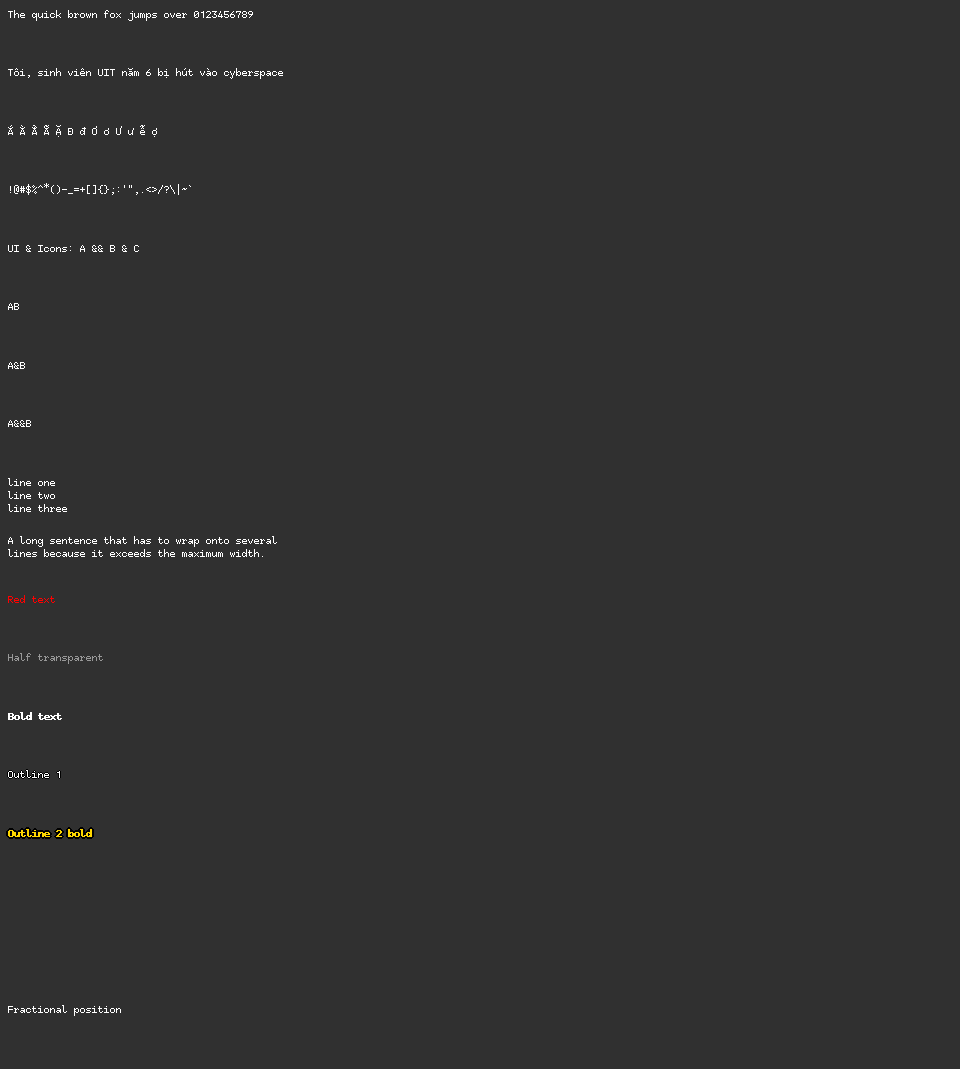 The quick brown fox jumps over 0123456789
Tôi, sinh viên UIT năm 6 bị hút vào cyberspace
Ắ Ằ Ẳ Ẵ Ặ Đ đ Ơ ơ Ư ư ễ ợ
!@#$%^*()-_=+[]{};:'",.<>/?\|~`
UI & Icons: A && B & C
AB
A&B
A&&B
line one
line two
line three
A long sentence that has to wrap onto several
lines because it exceeds the maximum width.
Red text
Half transparent
Bold text
Outline 1
Outline 2 bold
Fractional position